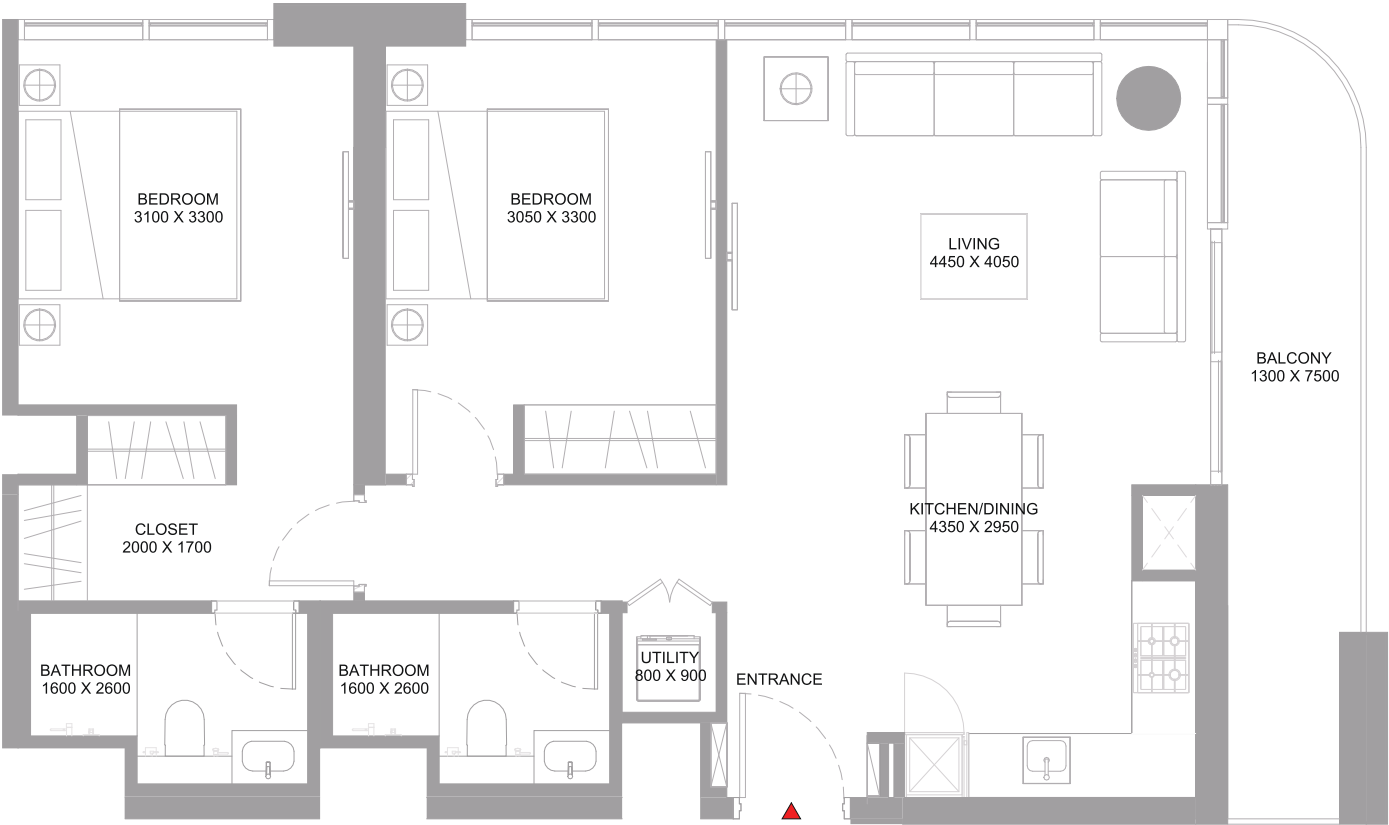 BEDROOM
3100 X 3300
BEDROOM
3050 X 3300
LIVING
4450 X 4050
BALCONY
1300 X 7500
KITCHEN/DINING
4350 X 2950
CLOSET
2000 X 1700
BATHROOM
1600 X 2600
BATHROOM
1600 X 2600
UTILITY
800 X 900
ENTRANCE